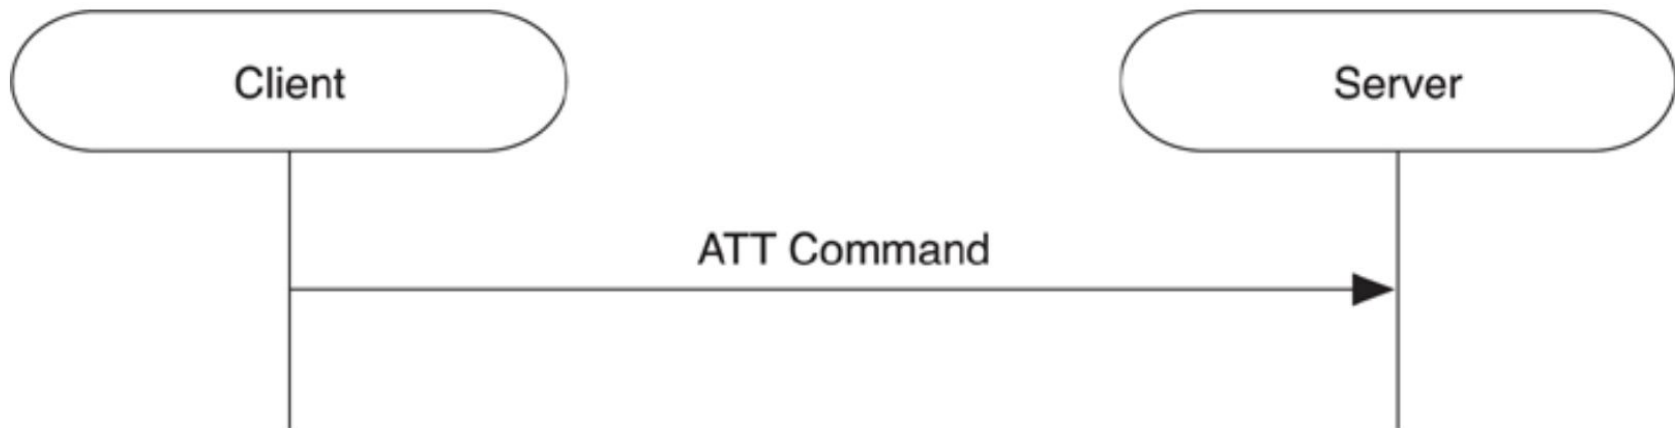 Client
Server
ATT Command